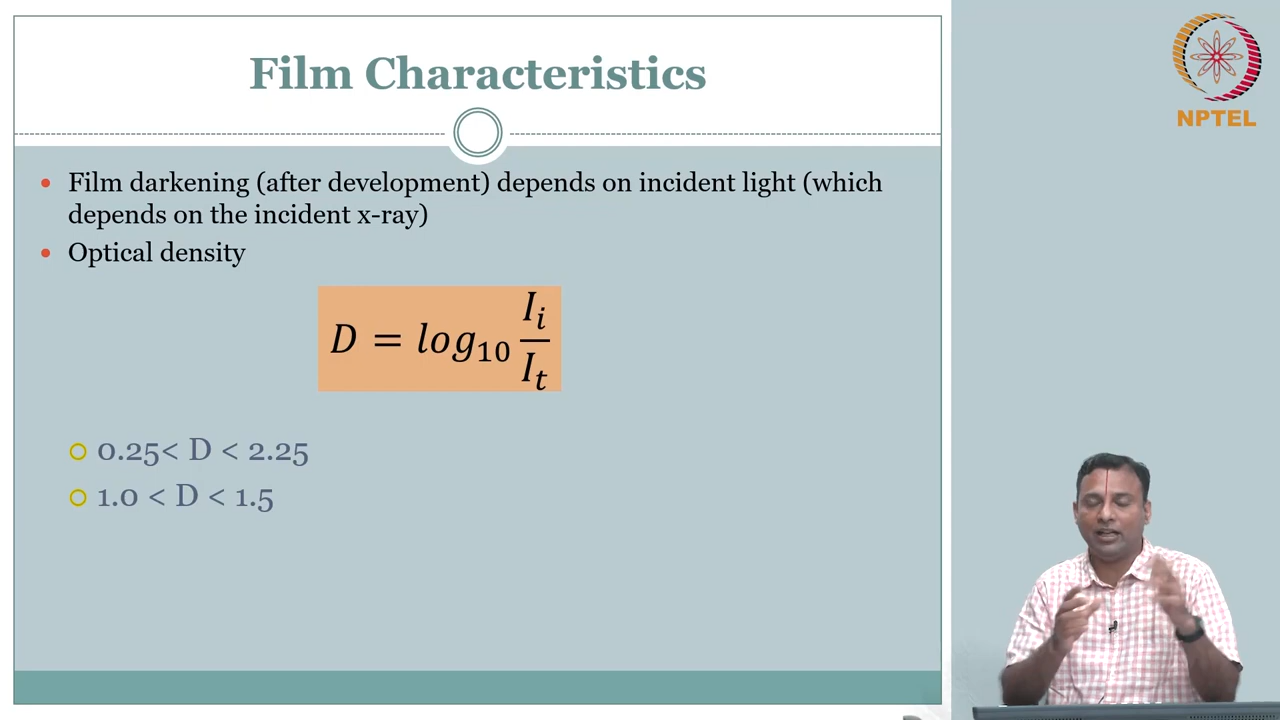 Film Characteristics
NPTEL
• Film darkening (after development) depends on incident light (which
depends on the incident x-ray)
• Optical density
D = log₁₀ Iᵢ/Iₜ
0.25< D < 2.25
1.0 < D < 1.5